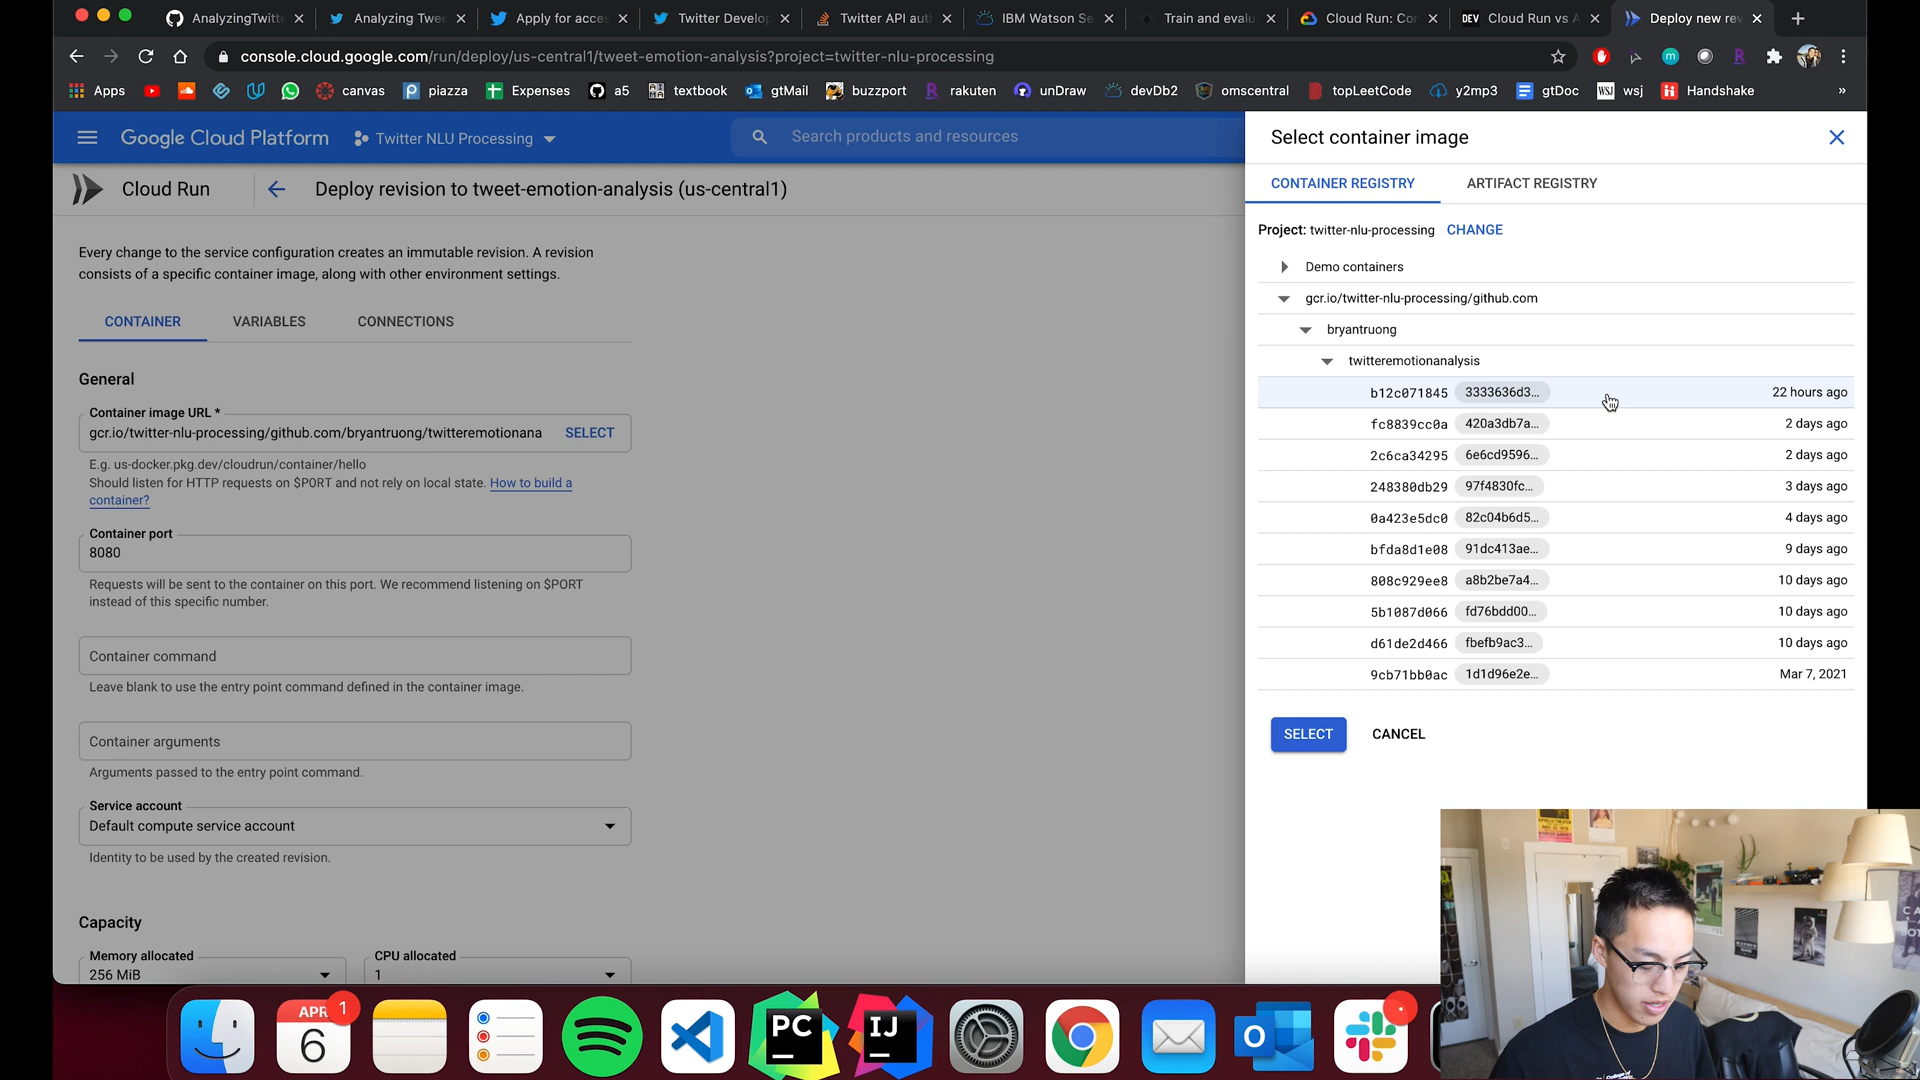 AnalyzingTwitt
Analyzing Twee
Apply for acces
Twitter Develop
Twitter API aut
IBM Watson Se
Train and evalu
Cloud Run: Con
DEV
Cloud Run vs A
Deploy new rev
console.cloud.google.com/run/deploy/us-central1/tweet-emotion-analysis?project=twitter-nlu-processing
Apps
canvas
piazza
Expenses
a5
textbook
gtMail
buzzport
rakuten
unDraw
devDb2
omscentral
topLeetCode
y2mp3
gtDoc
WSJ
wsj
Handshake
»
Google Cloud Platform
Twitter NLU Processing
Search products and resources
Cloud Run
Deploy revision to tweet-emotion-analysis (us-central1)
Every change to the service configuration creates an immutable revision. A revision
consists of a specific container image, along with other environment settings.
CONTAINER
VARIABLES
CONNECTIONS
General
Container image URL *
gcr.io/twitter-nlu-processing/github.com/bryantruong/twitteremotionana
SELECT
E.g. us-docker.pkg.dev/cloudrun/container/hello
Should listen for HTTP requests on $PORT and not rely on local state. How to build a
container?
Container port
8080
Requests will be sent to the container on this port. We recommend listening on $PORT
instead of this specific number.
Container command
Leave blank to use the entry point command defined in the container image.
Container arguments
Arguments passed to the entry point command.
Service account
Default compute service account
Identity to be used by the created revision.
Capacity
Memory allocated
256 MiB
CPU allocated
1
Select container image
CONTAINER REGISTRY
ARTIFACT REGISTRY
Project: twitter-nlu-processing CHANGE
Demo containers
gcr.io/twitter-nlu-processing/github.com
bryantruong
twitteremotionanalysis
b12c071845 3333636d3... 22 hours ago
fc8839cc0a 420a3db7a... 2 days ago
2c6ca34295 6e6cd9596... 2 days ago
248380db29 97f4830fc... 3 days ago
0a423e5dc0 82c04b6d5... 4 days ago
bfda8d1e08 91dc413ae... 9 days ago
808c929ee8 a8b2be7a4... 10 days ago
5b1087d066 fd76bdd00... 10 days ago
d61de2d466 fbefb9ac3... 10 days ago
9cb71bb0ac 1d1d96e2e... Mar 7, 2021
SELECT
CANCEL
APR
1
6
PC
IJ
O